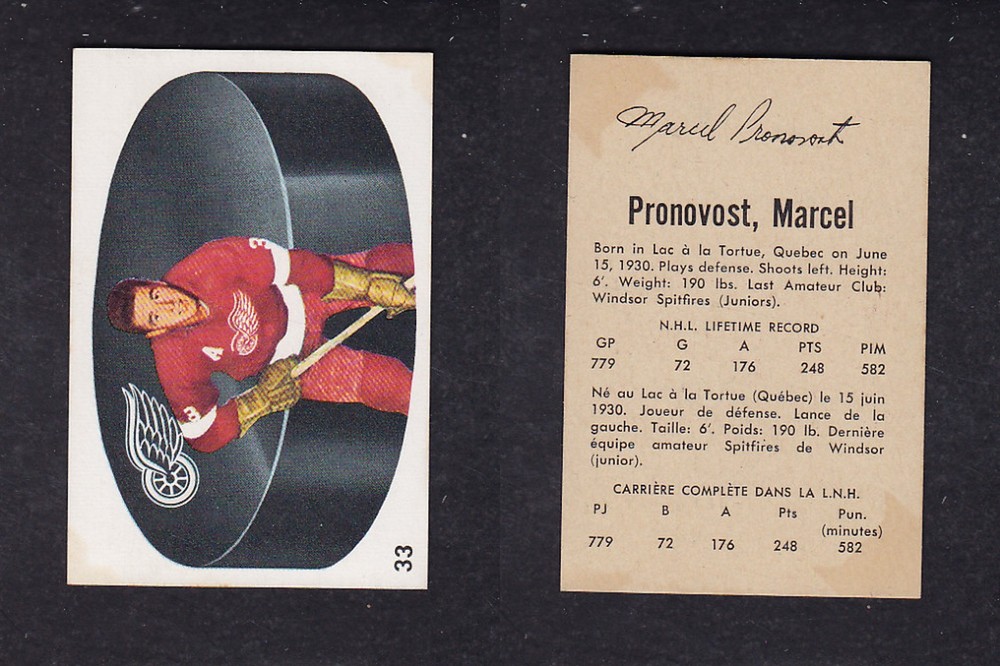 3
A
3
33
Marcel Pronovost
Pronovost, Marcel
Born in Lac à la Tortue, Quebec on June
15, 1930. Plays defense. Shoots left. Height:
6'. Weight: 190 lbs. Last Amateur Club:
Windsor Spitfires (Juniors).
N.H.L. LIFETIME RECORD
GP G A PTS PIM
779 72 176 248 582
Né au Lac à la Tortue (Québec) le 15 juin
1930. Joueur de défense. Lance de la
gauche. Taille: 6'. Poids: 190 lb. Dernière
équipe amateur Spitfires de Windsor
(junior).
CARRIÈRE COMPLÈTE DANS LA L.N.H.
PJ B A Pts Pun.
(minutes)
779 72 176 248 582